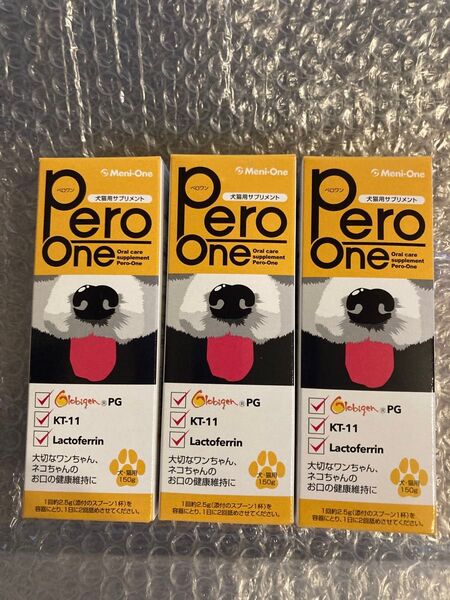 Meni-One
ペロワン
犬猫用サプリメント
Pero
One
Oral care
supplement
Pero-One
Globigen® PG
KT-11
Lactoferrin
大切なワンちゃん、
ネコちゃんの
お口の健康維持に
犬・猫用
150g
1回約2.5g(添付のスプーン1杯)を
容器にとり、1日に2回舐めさせてください。
Meni-One
ペロワン
犬猫用サプリメント
Pero
One
Oral care
supplement
Pero-One
Globigen® PG
KT-11
Lactoferrin
大切なワンちゃん、
ネコちゃんの
お口の健康維持に
犬・猫用
150g
1回約2.5g(添付のスプーン1杯)を
容器にとり、1日に2回舐めさせてください。
Meni-One
ペロワン
犬猫用サプリメント
Pero
One
Oral care
supplement
Pero-One
Globigen® PG
KT-11
Lactoferrin
大切なワンちゃん、
ネコちゃんの
お口の健康維持に
犬・猫用
150g
1回約2.5g(添付のスプーン1杯)を
容器にとり、1日に2回舐めさせてください。